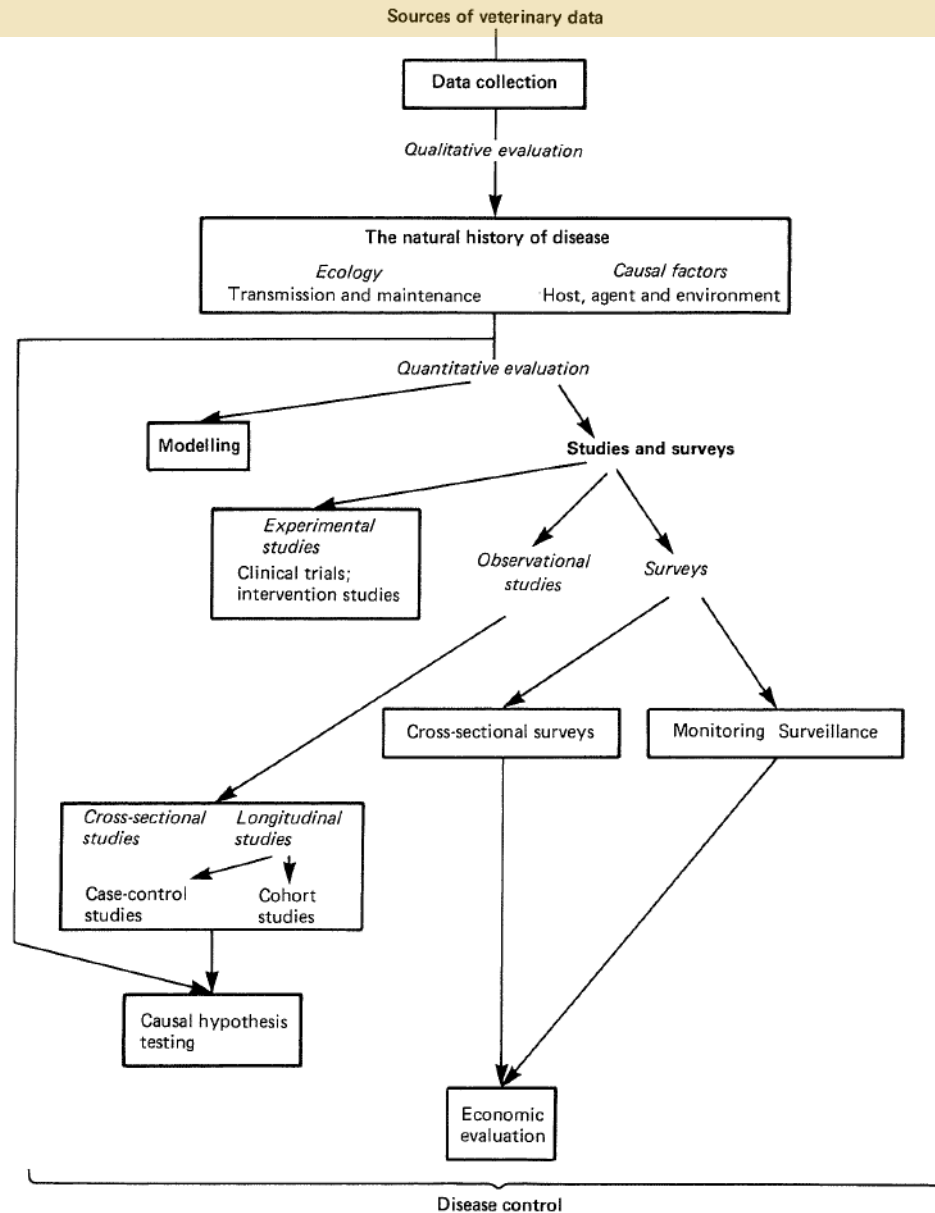 Sources of veterinary data
Data collection
Qualitative evaluation
The natural history of disease
Ecology
Transmission and maintenance
Causal factors
Host, agent and environment
Quantitative evaluation
Modelling
Studies and surveys
Experimental
studies
Clinical trials;
intervention studies
Observational
studies
Surveys
Cross-sectional surveys
Monitoring Surveillance
Cross-sectional
studies
Longitudinal
studies
Case-control
studies
Cohort
studies
Causal hypothesis
testing
Economic
evaluation
Disease control